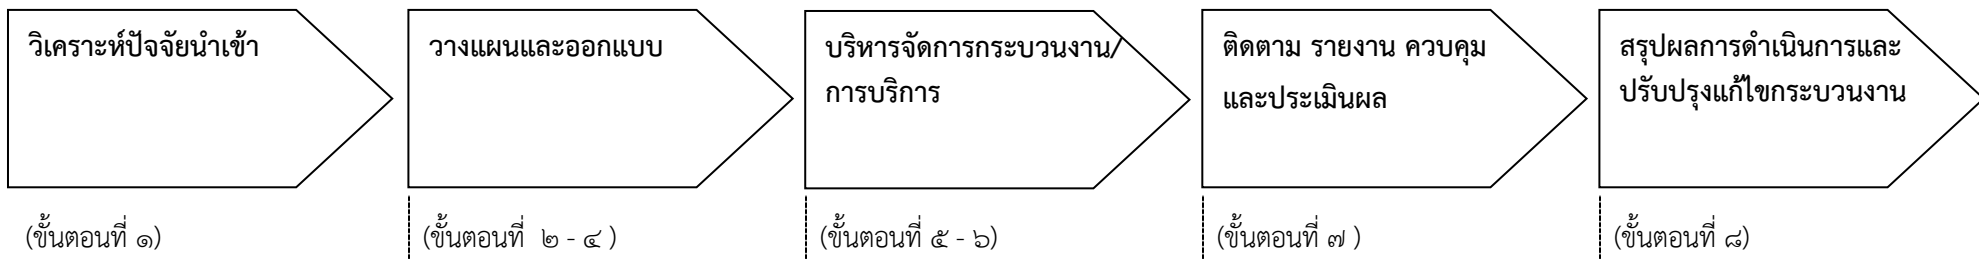 วิเคราะห์ปัจจัยนำเข้า
วางแผนและออกแบบ
บริหารจัดการกระบวนงาน/
การบริการ
ติดตาม รายงาน ควบคุม
และประเมินผล
สรุปผลการดำเนินการและ
ปรับปรุงแก้ไขกระบวนงาน
(ขั้นตอนที่ ๑)
(ขั้นตอนที่ ๒ - ๔ )
(ขั้นตอนที่ ๕ - ๖)
(ขั้นตอนที่ ๗ )
(ขั้นตอนที่ ๘)